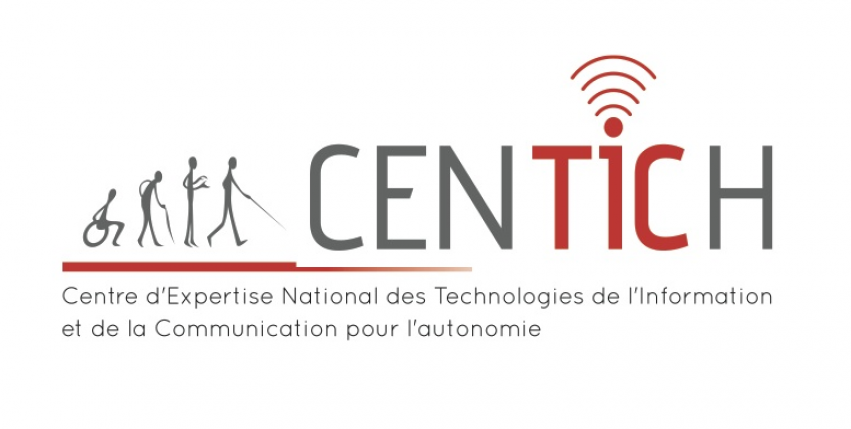 CENTICH
Centre d'Expertise National des Technologies de l'Information
et de la Communication pour l'autonomie